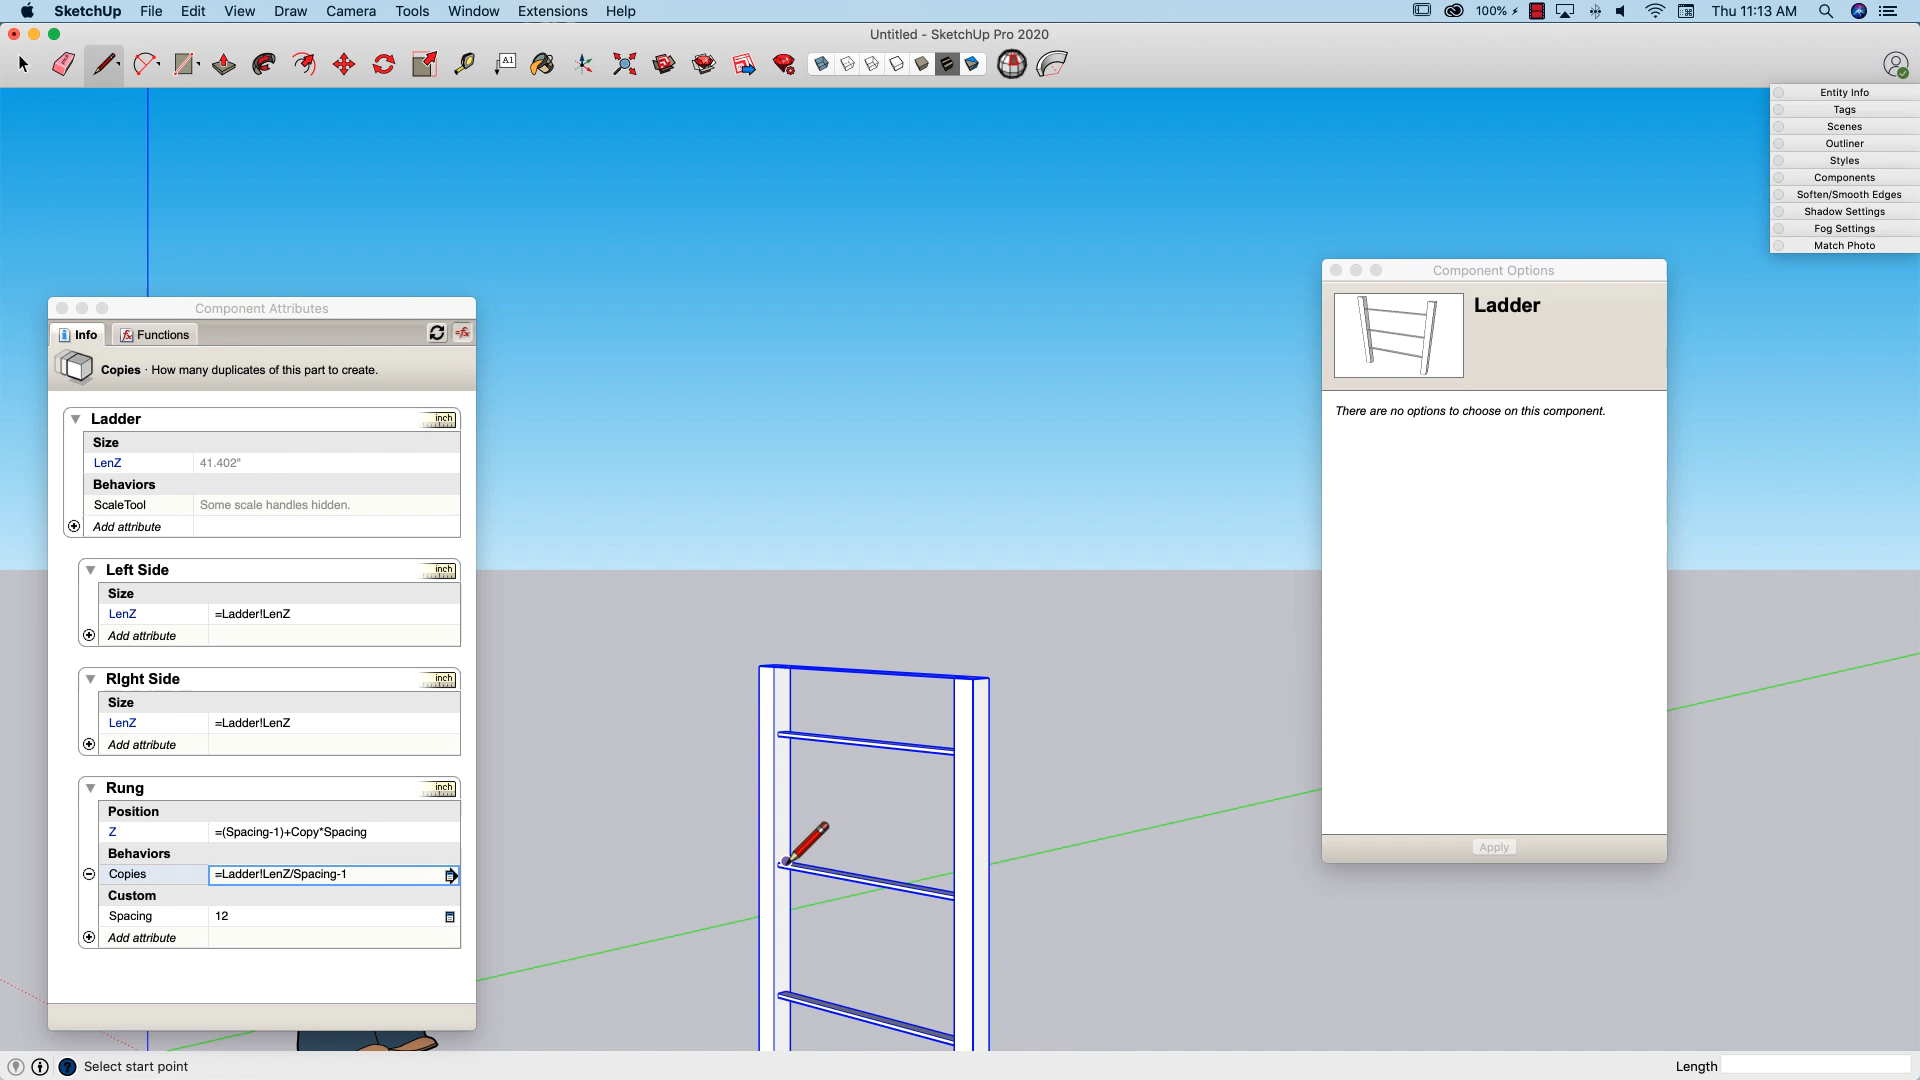 SketchUp File Edit View Draw Camera Tools Window Extensions Help 100% Thu 11:13 AM
Untitled - SketchUp Pro 2020
A1
Entity Info
Tags
Scenes
Outliner
Styles
Components
Soften/Smooth Edges
Shadow Settings
Fog Settings
Match Photo
Component Attributes
Info Functions =fx
Copies · How many duplicates of this part to create.
Ladder inch
Size
LenZ 41.402"
Behaviors
ScaleTool Some scale handles hidden.
Add attribute
Left Side inch
Size
LenZ =Ladder!LenZ
Add attribute
RIght Side inch
Size
LenZ =Ladder!LenZ
Add attribute
Rung inch
Position
Z =(Spacing-1)+Copy*Spacing
Behaviors
Copies =Ladder!LenZ/Spacing-1
Custom
Spacing 12
Add attribute
Component Options
Ladder
There are no options to choose on this component.
Apply
Select start point
Length